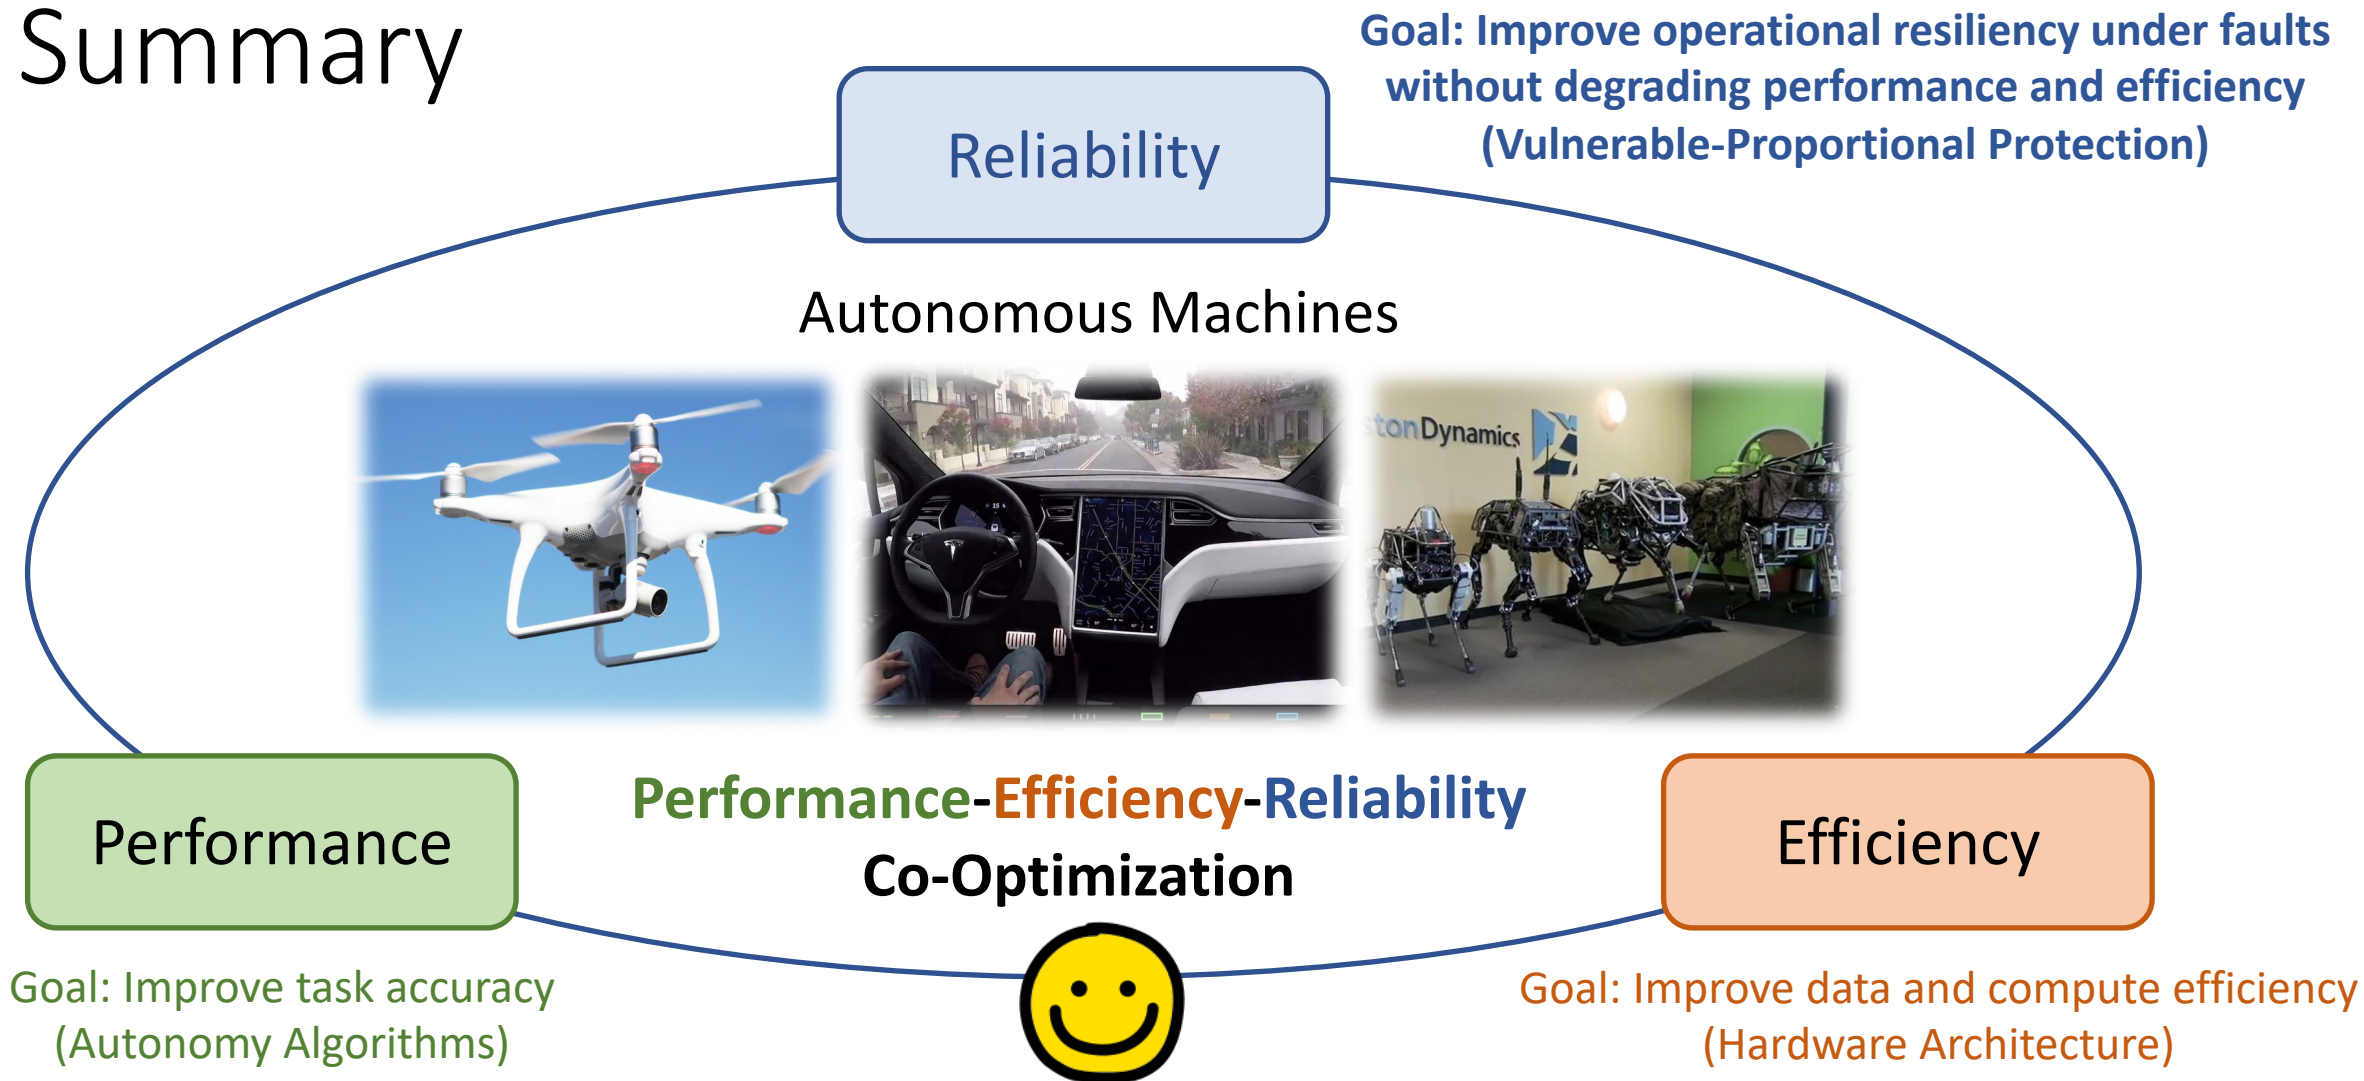 Summary
Goal: Improve operational resiliency under faults
without degrading performance and efficiency
(Vulnerable-Proportional Protection)
Reliability
Autonomous Machines
ston Dynamics
Performance-Efficiency-Reliability
Co-Optimization
Performance
Efficiency
Goal: Improve task accuracy
(Autonomy Algorithms)
Goal: Improve data and compute efficiency
(Hardware Architecture)